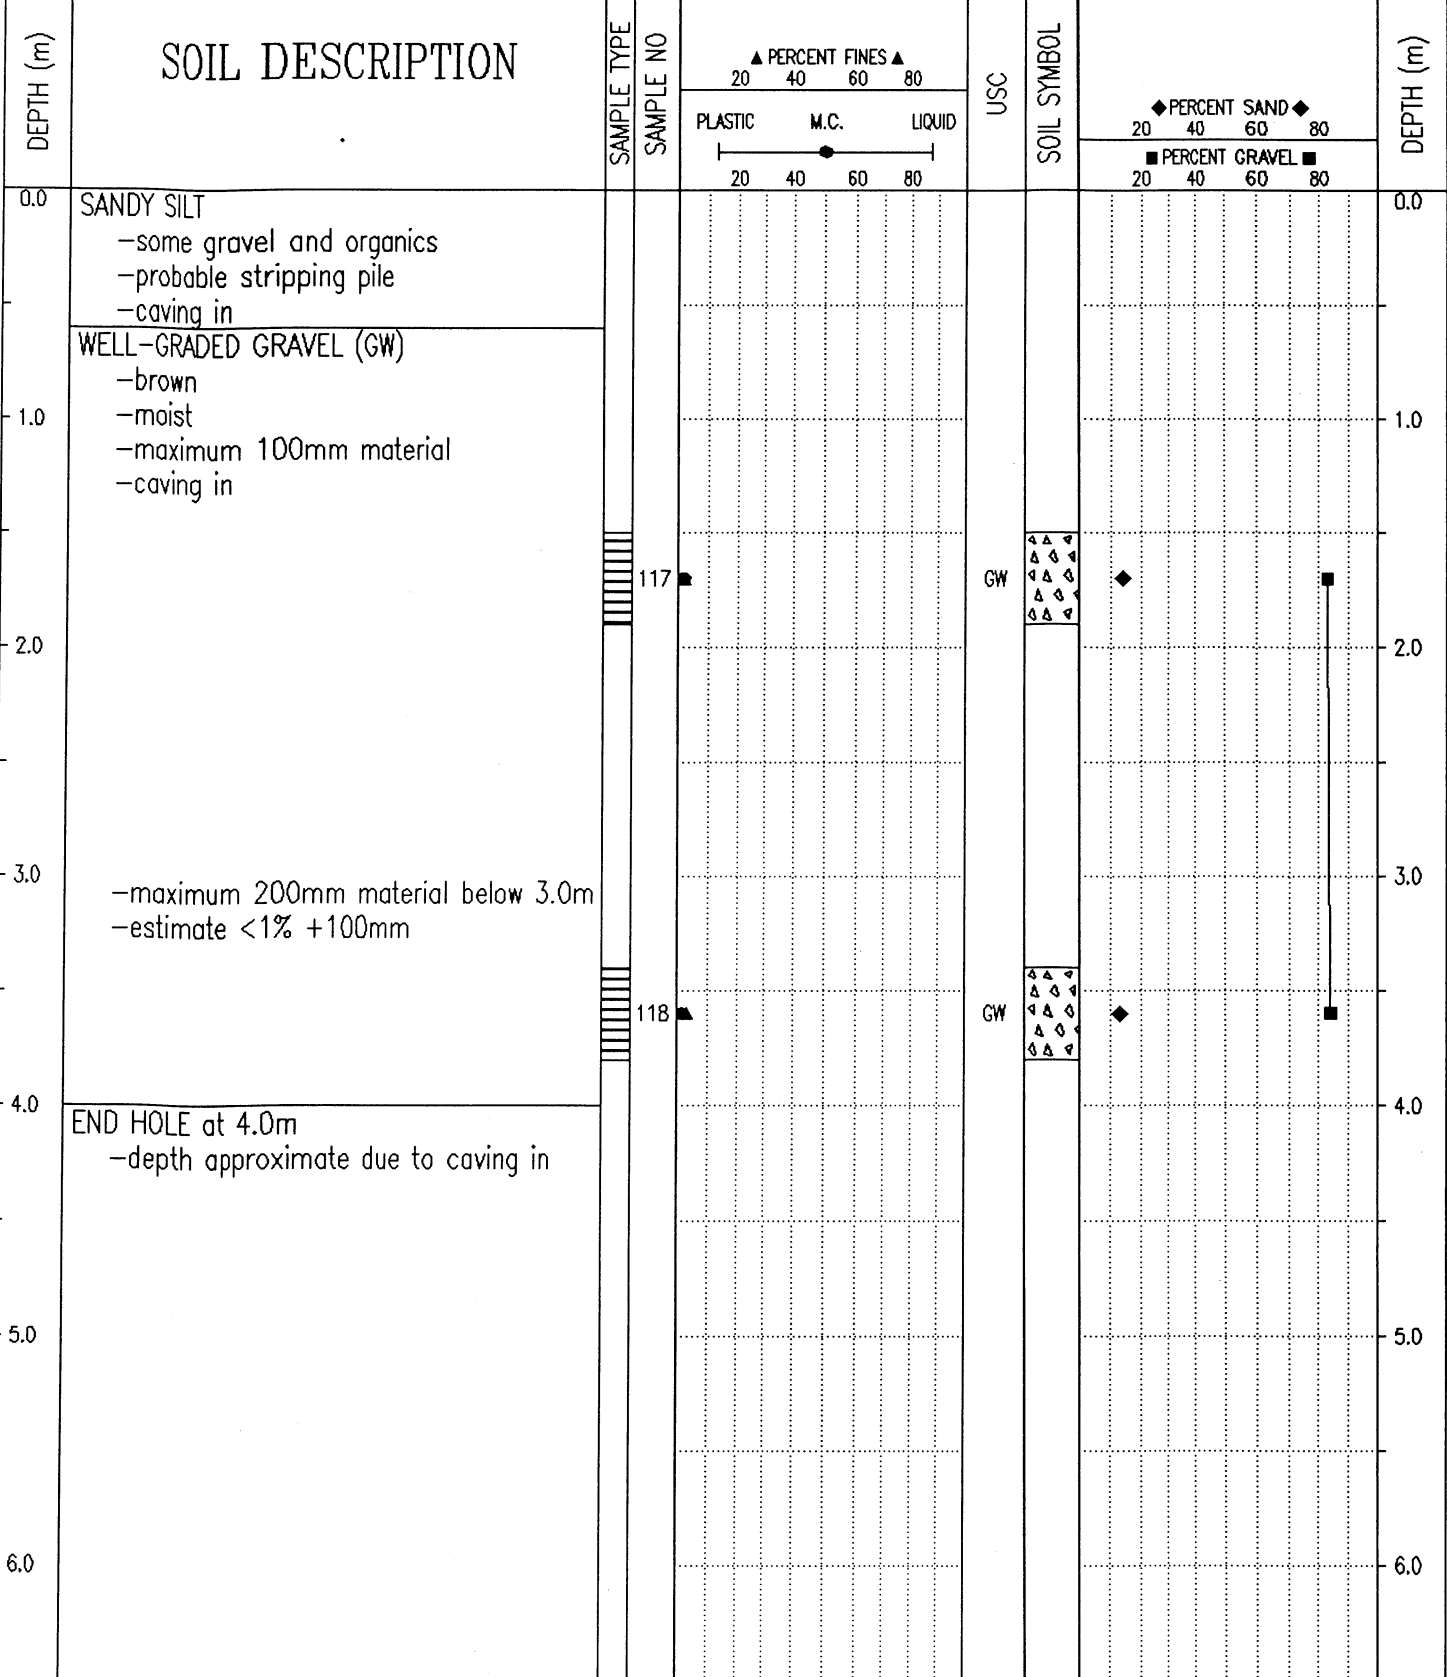 DEPTH (m)
SOIL DESCRIPTION
SAMPLE TYPE
SAMPLE NO
▲ PERCENT FINES ▲
20 40 60 80
PLASTIC M.C. LIQUID
20 40 60 80
USC
SOIL SYMBOL
◆ PERCENT SAND ◆
20 40 60 80
■ PERCENT GRAVEL ■
20 40 60 80
DEPTH (m)
0.0
SANDY SILT
-some gravel and organics
-probable stripping pile
-caving in
WELL-GRADED GRAVEL (GW)
-brown
-moist
-maximum 100mm material
-caving in
1.0
117
GW
2.0
3.0
-maximum 200mm material below 3.0m
-estimate <1% +100mm
118
GW
4.0
END HOLE at 4.0m
-depth approximate due to caving in
5.0
6.0
0.0
1.0
2.0
3.0
4.0
5.0
6.0